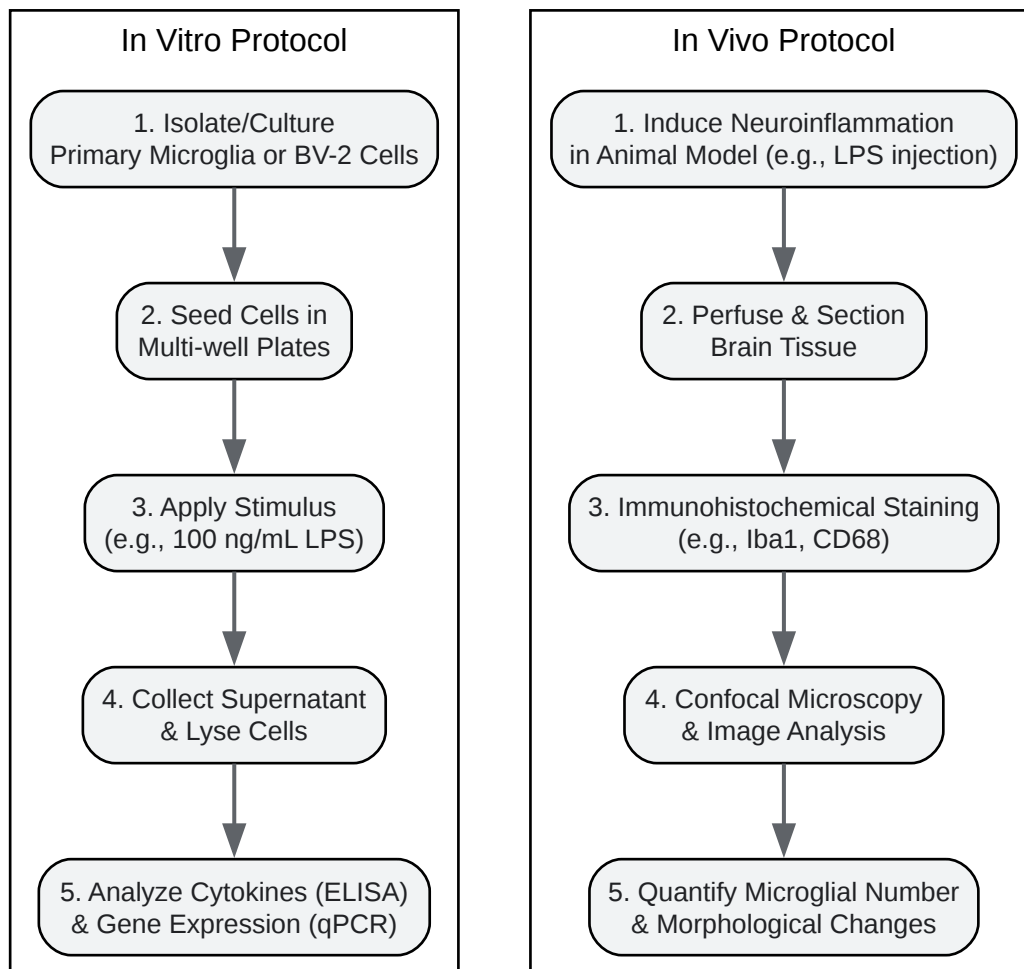 In Vitro Protocol
1. Isolate/Culture
Primary Microglia or BV-2 Cells
2. Seed Cells in
Multi-well Plates
3. Apply Stimulus
(e.g., 100 ng/mL LPS)
4. Collect Supernatant
& Lyse Cells
5. Analyze Cytokines (ELISA)
& Gene Expression (qPCR)
In Vivo Protocol
1. Induce Neuroinflammation
in Animal Model (e.g., LPS injection)
2. Perfuse & Section
Brain Tissue
3. Immunohistochemical Staining
(e.g., Iba1, CD68)
4. Confocal Microscopy
& Image Analysis
5. Quantify Microglial Number
& Morphological Changes